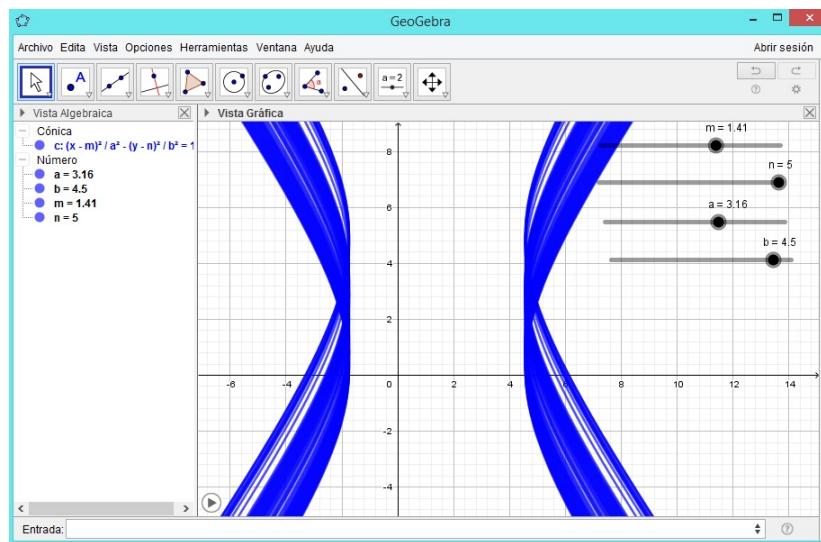 GeoGebra
Archivo Edita Vista Opciones Herramientas Ventana Ayuda
Abrir sesión
A
a = 2
Vista Algebraica
Vista Gráfica
Cónica
c: (x - m)² / a² - (y - n)² / b² = 1
Número
a = 3.16
b = 4.5
m = 1.41
n = 5
m = 1.41
n = 5
a = 3.16
b = 4.5
8
6
4
2
0
-2
-4
-6 -4 2 4 6 8 10 12 14
Entrada: